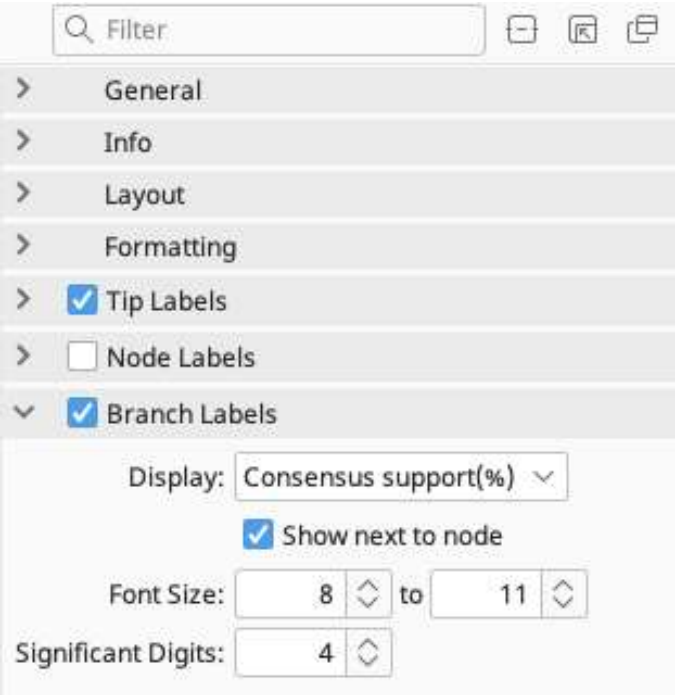 Filter
General
Info
Layout
Formatting
Tip Labels
Node Labels
Branch Labels
Display: Consensus support(%)
Show next to node
Font Size: 8 to 11
Significant Digits: 4